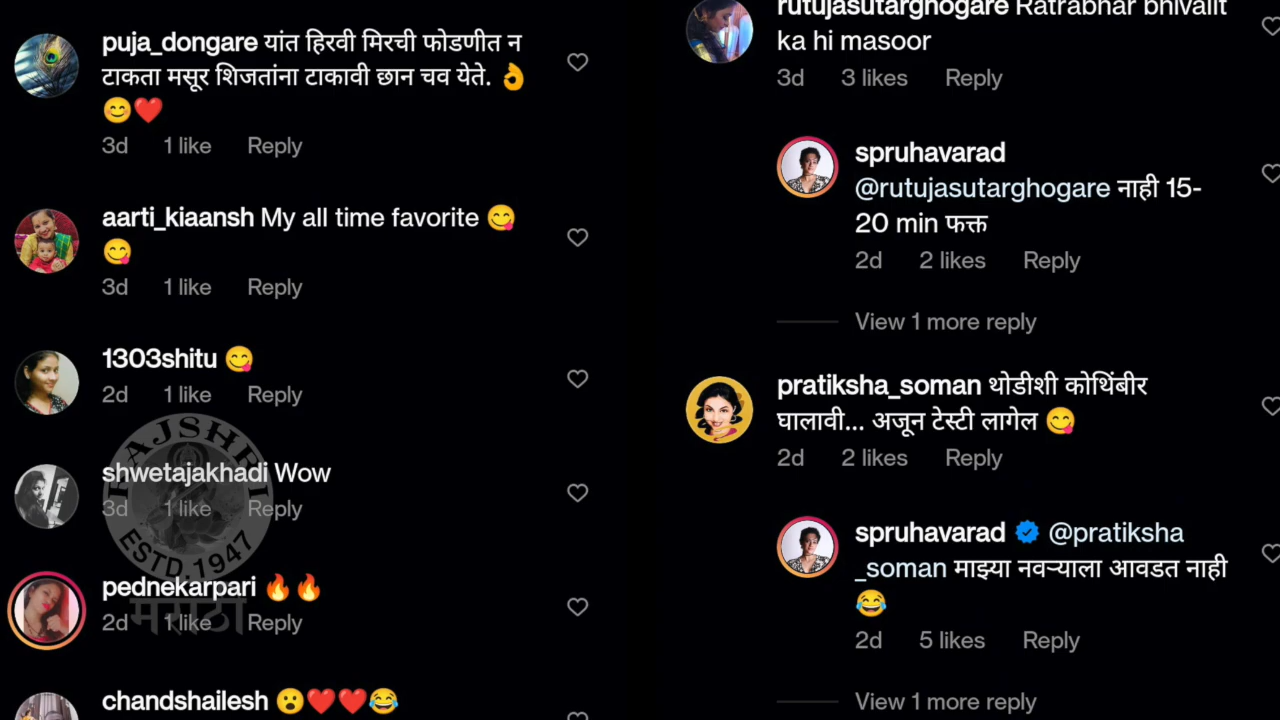 puja_dongare यांत हिरवी मिरची फोडणीत न
टाकता मसूर शिजतांना टाकावी छान चव येते. 👌
😊❤️
3d 1 like Reply
aarti_kiaansh My all time favorite 😋
😋
3d 1 like Reply
1303shitu 😋
2d 1 like Reply
shwetajakhadi Wow
3d 1 like Reply
pednekarpari 🔥🔥
2d 1 like Reply
chandshailesh 😮❤️❤️😂
RAJSHRI
ESTD. 1947
मराठी
rutujasutarghogare Ratrabhar bhivalit
ka hi masoor
3d 3 likes Reply
spruhavarad
@rutujasutarghogare नाही 15-
20 min फक्त
2d 2 likes Reply
View 1 more reply
pratiksha_soman थोडीशी कोथिंबीर
घालावी... अजून टेस्टी लागेल 😋
2d 2 likes Reply
spruhavarad @pratiksha
_soman माझ्या नवऱ्याला आवडत नाही
😂
2d 5 likes Reply
View 1 more reply